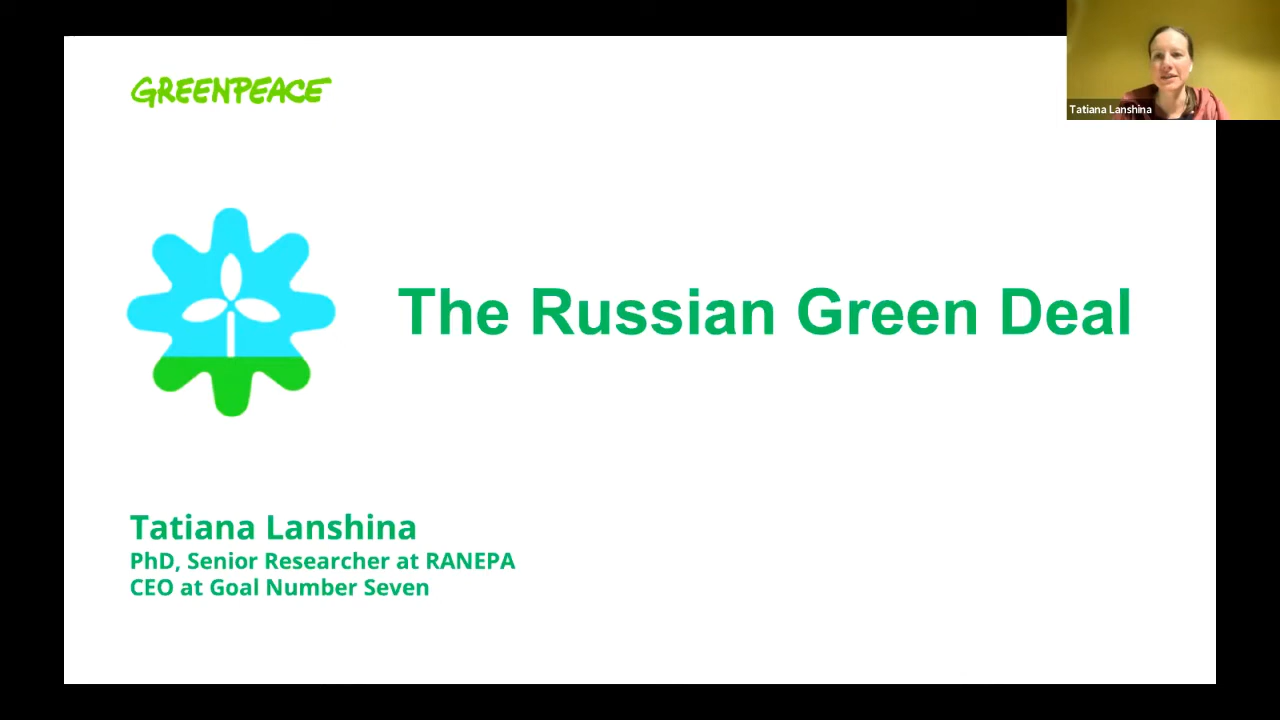 GREENPEACE
Tatiana Lanshina
The Russian Green Deal
Tatiana Lanshina
PhD, Senior Researcher at RANEPA
CEO at Goal Number Seven